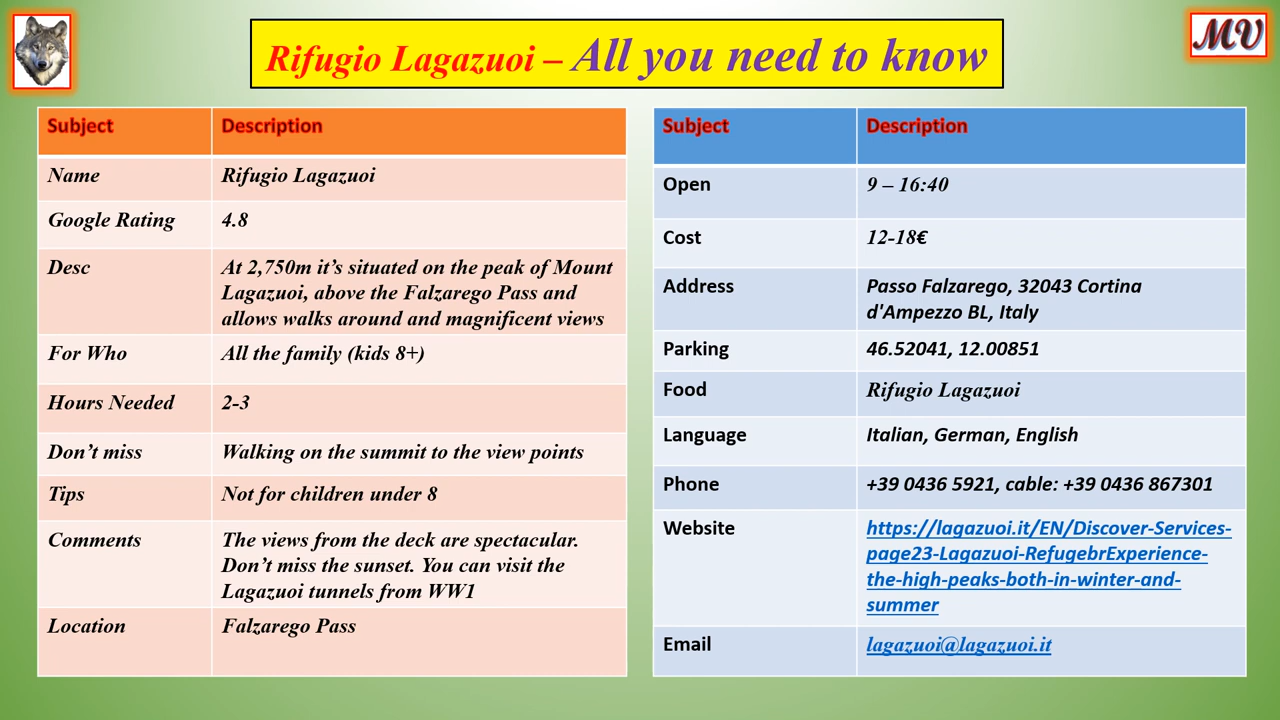 Rifugio Lagazuoi – All you need to know
MV
Subject Description
Name Rifugio Lagazuoi
Google Rating 4.8
Desc At 2,750m it’s situated on the peak of Mount
Lagazuoi, above the Falzarego Pass and
allows walks around and magnificent views
For Who All the family (kids 8+)
Hours Needed 2-3
Don’t miss Walking on the summit to the view points
Tips Not for children under 8
Comments The views from the deck are spectacular.
Don’t miss the sunset. You can visit the
Lagazuoi tunnels from WW1
Location Falzarego Pass
Subject Description
Open 9 – 16:40
Cost 12-18€
Address Passo Falzarego, 32043 Cortina
d'Ampezzo BL, Italy
Parking 46.52041, 12.00851
Food Rifugio Lagazuoi
Language Italian, German, English
Phone +39 0436 5921, cable: +39 0436 867301
Website https://lagazuoi.it/EN/Discover-Services-
page23-Lagazuoi-RefugebrExperience-
the-high-peaks-both-in-winter-and-
summer
Email lagazuoi@lagazuoi.it